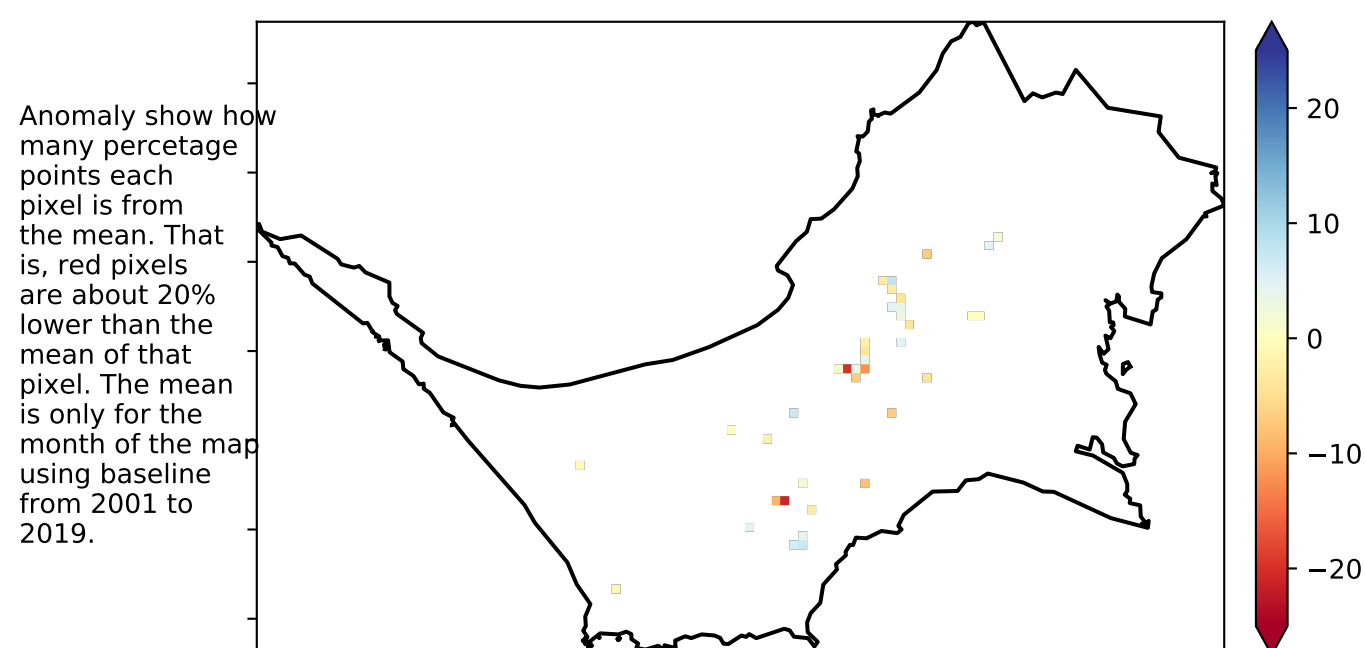 Anomaly show how
many percetage
points each
pixel is from
the mean. That
is, red pixels
are about 20%
lower than the
mean of that
pixel. The mean
is only for the
month of the map
using baseline
from 2001 to
2019.
20
10
0
−10
−20